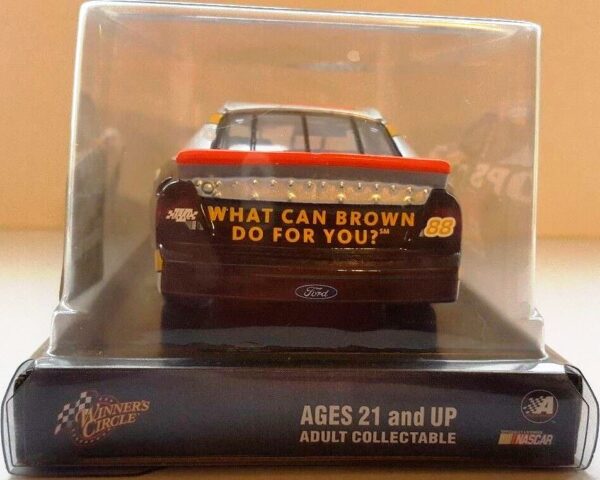 WHAT CAN BROWN
DO FOR YOU?℠
88
Ford
WINNER'S
CIRCLE
AGES 21 and UP
ADULT COLLECTABLE
A
NASCAR